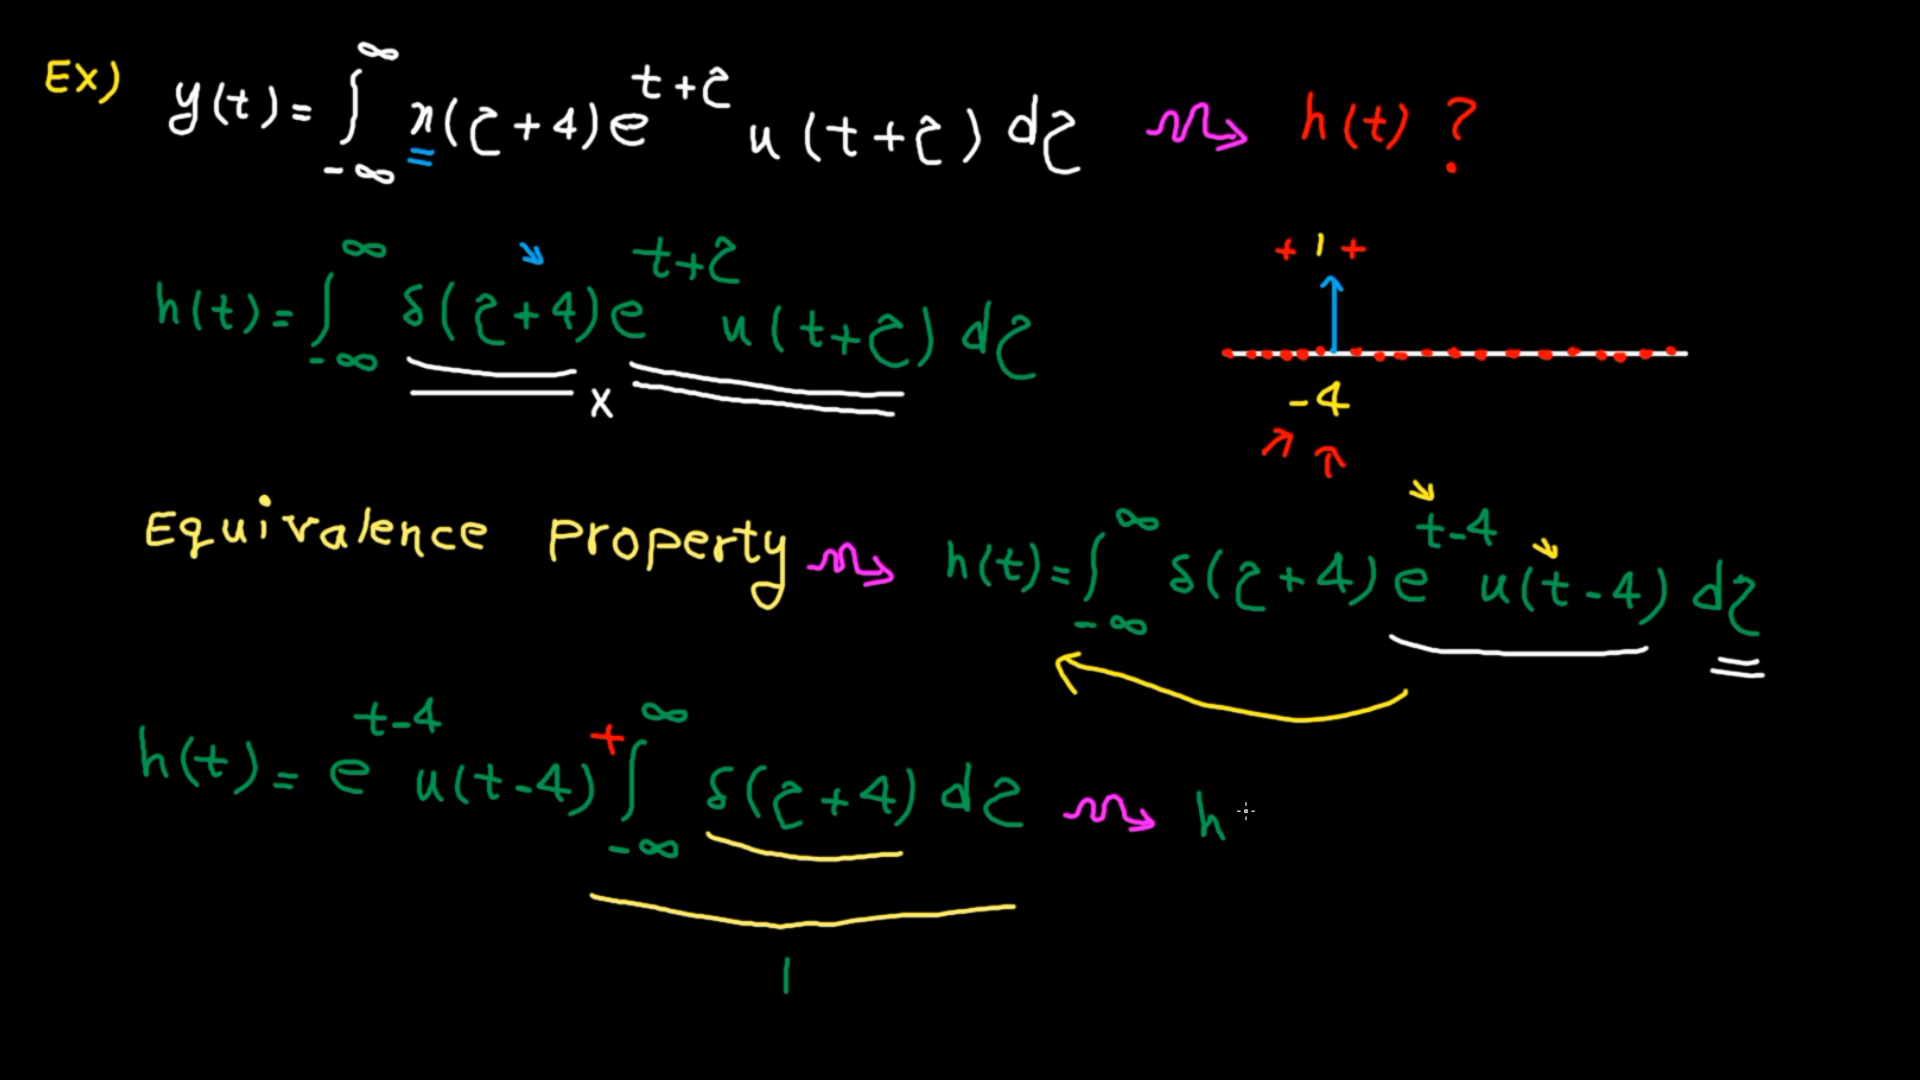 Ex) y(t) = ∫_{-∞}^{∞} x(τ+4) e^{t+τ} u(t+τ) dτ ⇝ h(t) ?
h(t) = ∫_{-∞}^{∞} δ(τ+4) e^{t+τ} u(t+τ) dτ
x
+ 1 +
-4
Equivalence property ⇝ h(t) = ∫_{-∞}^{∞} δ(τ+4) e^{t-4} u(t-4) dτ
h(t) = e^{t-4} u(t-4) + ∫_{-∞}^{∞} δ(τ+4) dτ ⇝ h
1